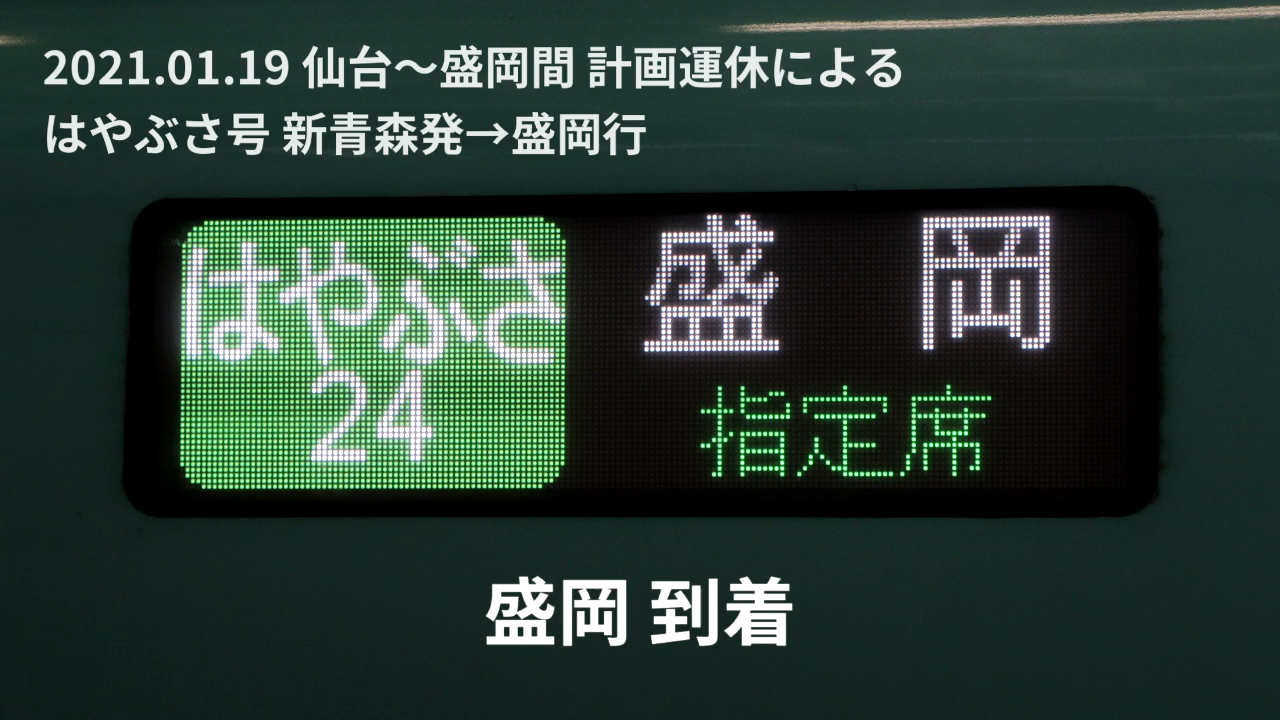 2021.01.19 仙台～盛岡間 計画運休による
はやぶさ号 新青森発→盛岡行
はやぶさ
24
盛岡
指定席
盛岡 到着